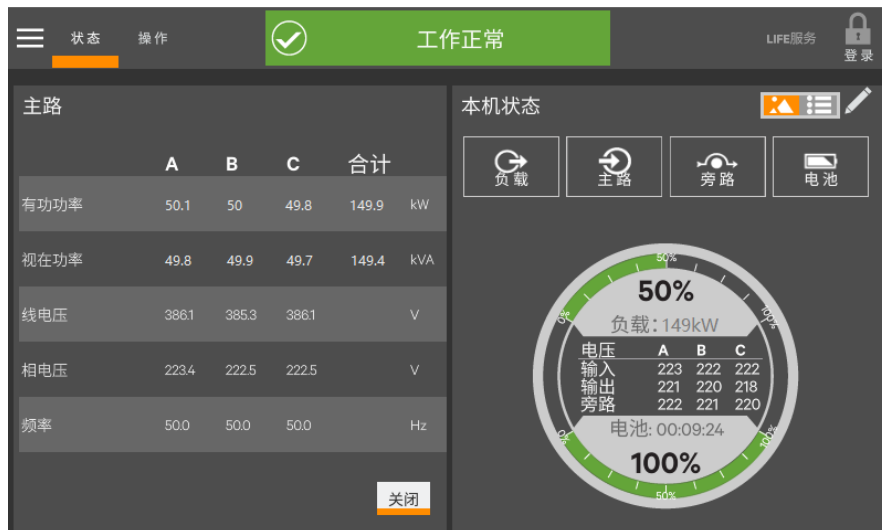 状态 操作 工作正常 LIFE服务 登录
主路
A B C 合计
有功功率 50.1 50 49.8 149.9 kW
视在功率 49.8 49.9 49.7 149.4 kVA
线电压 386.1 385.3 386.1 V
相电压 223.4 222.5 222.5 V
频率 50.0 50.0 50.0 Hz
关闭
本机状态
负载 主路 旁路 电池
50%
0% 100%
50%
负载：149kW
电压 A B C
输入 223 222 222
输出 221 220 218
旁路 222 221 220
电池: 00:09:24
0% 100%
100%
50%